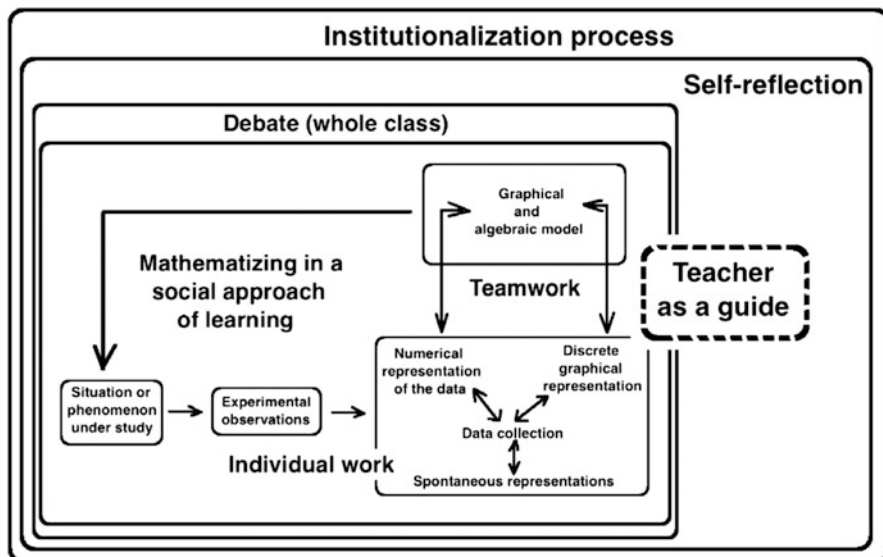 Institutionalization process
Self-reflection
Debate (whole class)
Graphical
and
algebraic model
Mathematizing in a
social approach
of learning
Teamwork
Teacher
as a guide
Numerical
representation
of the data
Discrete
graphical
representation
Situation or
phenomenon
under study
Experimental
observations
Data collection
Individual work
Spontaneous representations